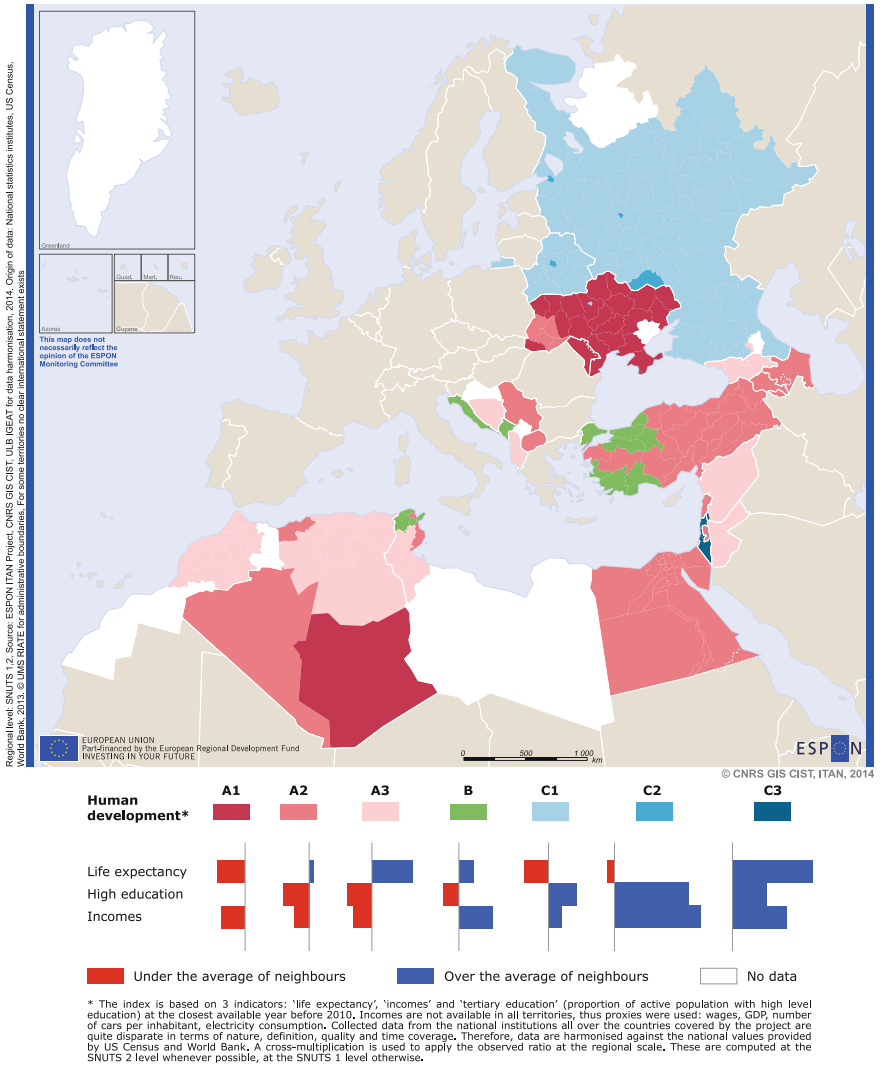 Regional level: SNUTS 1,2. Source: ESPON ITAN Project, CNRS GIS CIST, ULB IGEAT for data harmonisation, 2014. Origin of data: National statistics institutes, US Census,
World Bank, 2013. © UMS RIATE for administrative boundaries, For some territories no clear international statement exists
Greenland
Guad.
Mart.
Reu.
Azores
Guyane
This map does not
necessarily reflect the
opinion of the ESPON
Monitoring Committee
EUROPEAN UNION
Part-financed by the European Regional Development Fund
INVESTING IN YOUR FUTURE
0 500 1 000
km
ESPON
© CNRS GIS CIST, ITAN, 2014
Human
development*
A1 A2 A3 B C1 C2 C3
Life expectancy
High education
Incomes
Under the average of neighbours
Over the average of neighbours
No data
* The index is based on 3 indicators: ‘life expectancy’, ‘incomes’ and ‘tertiary education’ (proportion of active population with high level
education) at the closest available year before 2010. Incomes are not available in all territories, thus proxies were used: wages, GDP, number
of cars per inhabitant, electricity consumption. Collected data from the national institutions all over the countries covered by the project are
quite disparate in terms of nature, definition, quality and time coverage. Therefore, data are harmonised against the national values provided
by US Census and World Bank. A cross-multiplication is used to apply the observed ratio at the regional scale. These are computed at the
SNUTS 2 level whenever possible, at the SNUTS 1 level otherwise.